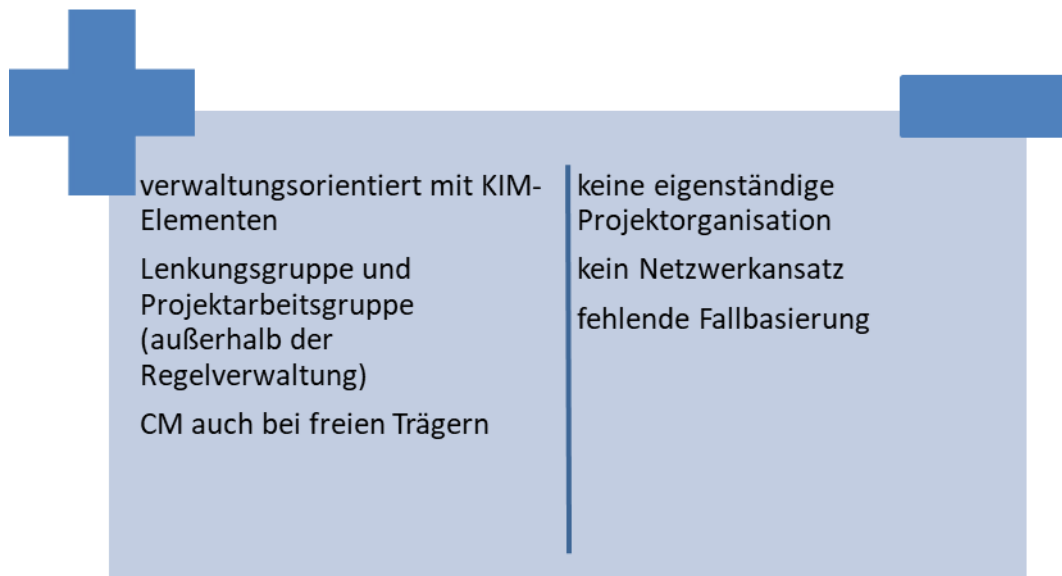 verwaltungsorientiert mit KIM-
Elementen
Lenkungsgruppe und
Projektarbeitsgruppe
(außerhalb der
Regelverwaltung)
CM auch bei freien Trägern
keine eigenständige
Projektorganisation
kein Netzwerkansatz
fehlende Fallbasierung